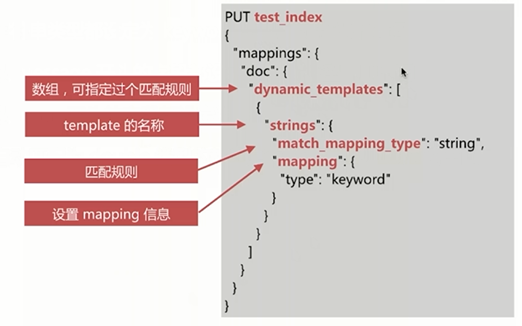 PUT test_index
{
"mappings": {
"doc": {
"dynamic_templates": [
{
"strings": {
"match_mapping_type": "string",
"mapping": {
"type": "keyword"
}
}
}
]
}
}
}
数组，可指定过个匹配规则
template 的名称
匹配规则
设置 mapping 信息